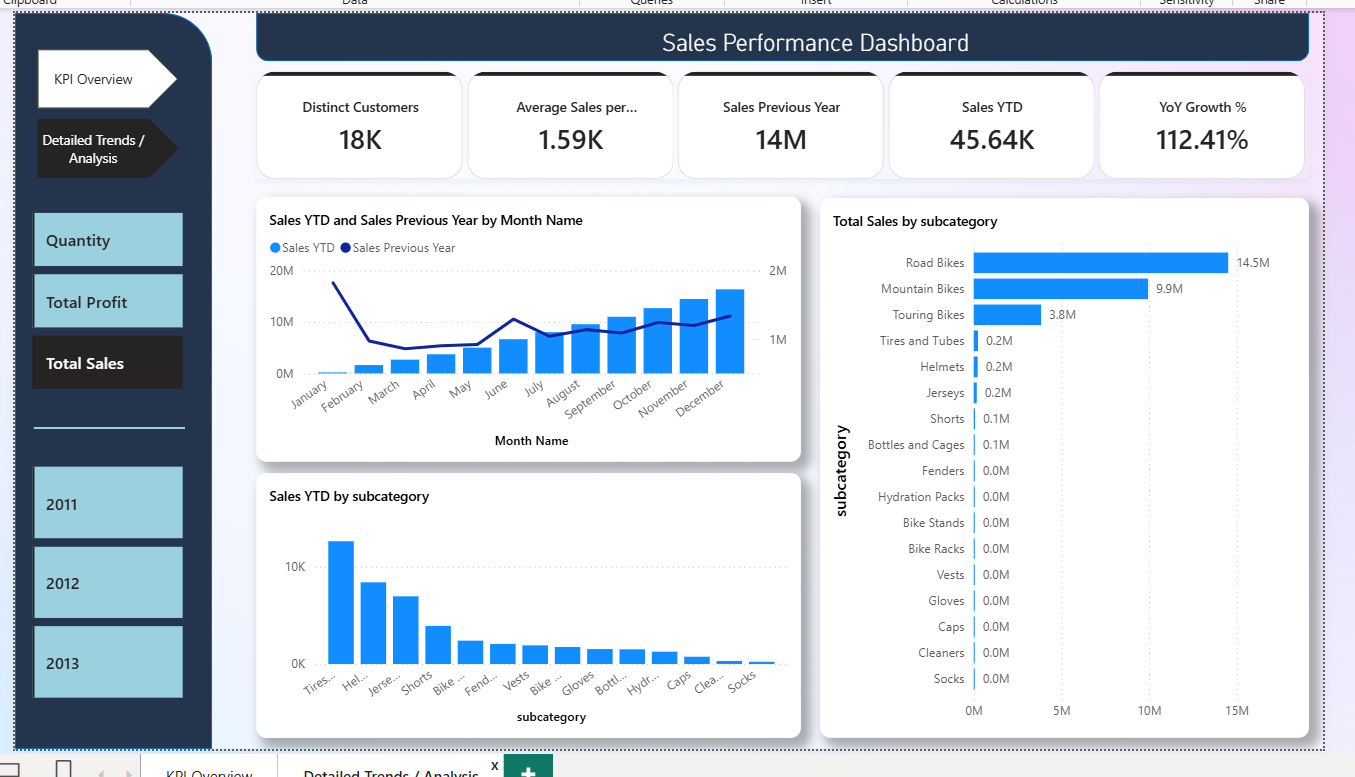 Clipboard
Data
Queries
Insert
Calculations
Sensitivity
Share
KPI Overview
Detailed Trends /
Analysis
Quantity
Total Profit
Total Sales
2011
2012
2013
Sales Performance Dashboard
Distinct Customers
18K
Average Sales per...
1.59K
Sales Previous Year
14M
Sales YTD
45.64K
YoY Growth %
112.41%
Sales YTD and Sales Previous Year by Month Name
Sales YTD Sales Previous Year
20M
10M
0M
2M
1M
January
February
March
April
May
June
July
August
September
October
November
December
Month Name
Sales YTD by subcategory
10K
0K
Tires...
Hel...
Jerse...
Shorts
Bike ...
Fend...
Vests
Bike ...
Gloves
Bottl...
Hydr...
Caps
Clea...
Socks
subcategory
Total Sales by subcategory
subcategory
Road Bikes 14.5M
Mountain Bikes 9.9M
Touring Bikes 3.8M
Tires and Tubes 0.2M
Helmets 0.2M
Jerseys 0.2M
Shorts 0.1M
Bottles and Cages 0.1M
Fenders 0.0M
Hydration Packs 0.0M
Bike Stands 0.0M
Bike Racks 0.0M
Vests 0.0M
Gloves 0.0M
Caps 0.0M
Cleaners 0.0M
Socks 0.0M
0M 5M 10M 15M
KPI Overview
Detailed Trends / Analysis
x
+